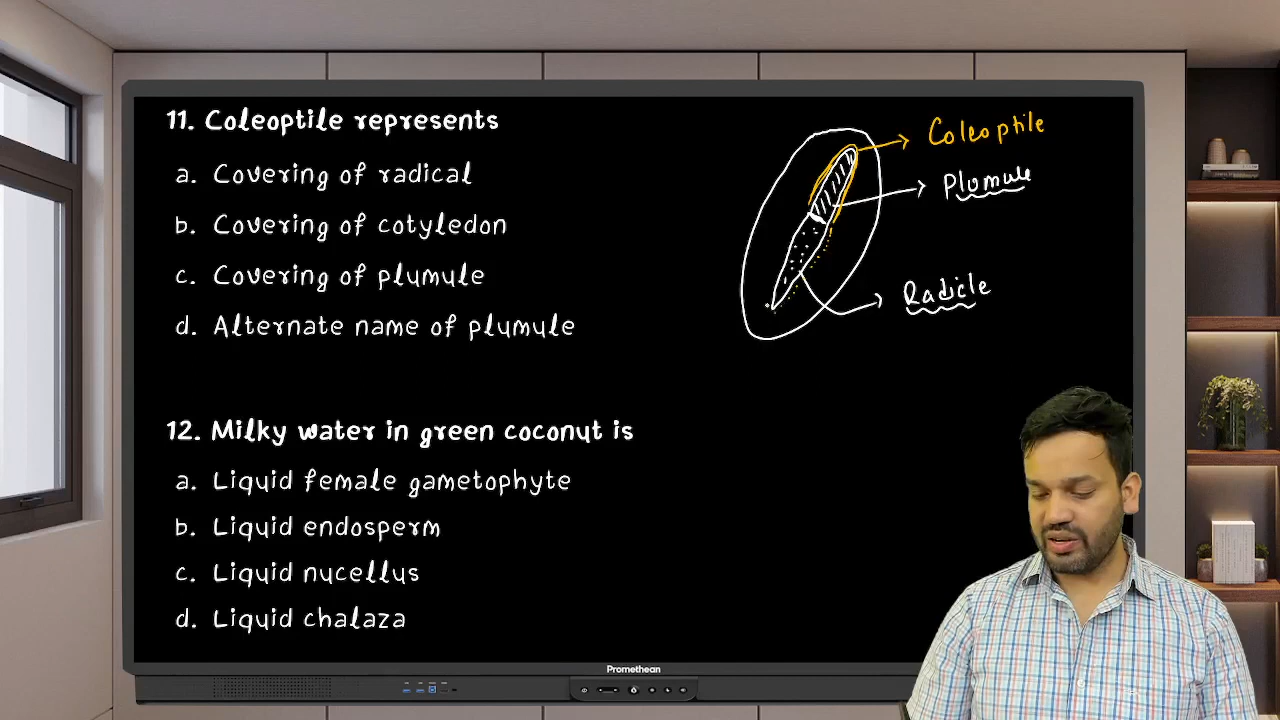 11. Coleoptile represents
a. Covering of radical
b. Covering of cotyledon
c. Covering of plumule
d. Alternate name of plumule
Coleoptile
Plumule
Radicle
12. Milky water in green coconut is
a. Liquid female gametophyte
b. Liquid endosperm
c. Liquid nucellus
d. Liquid chalaza
Promethean